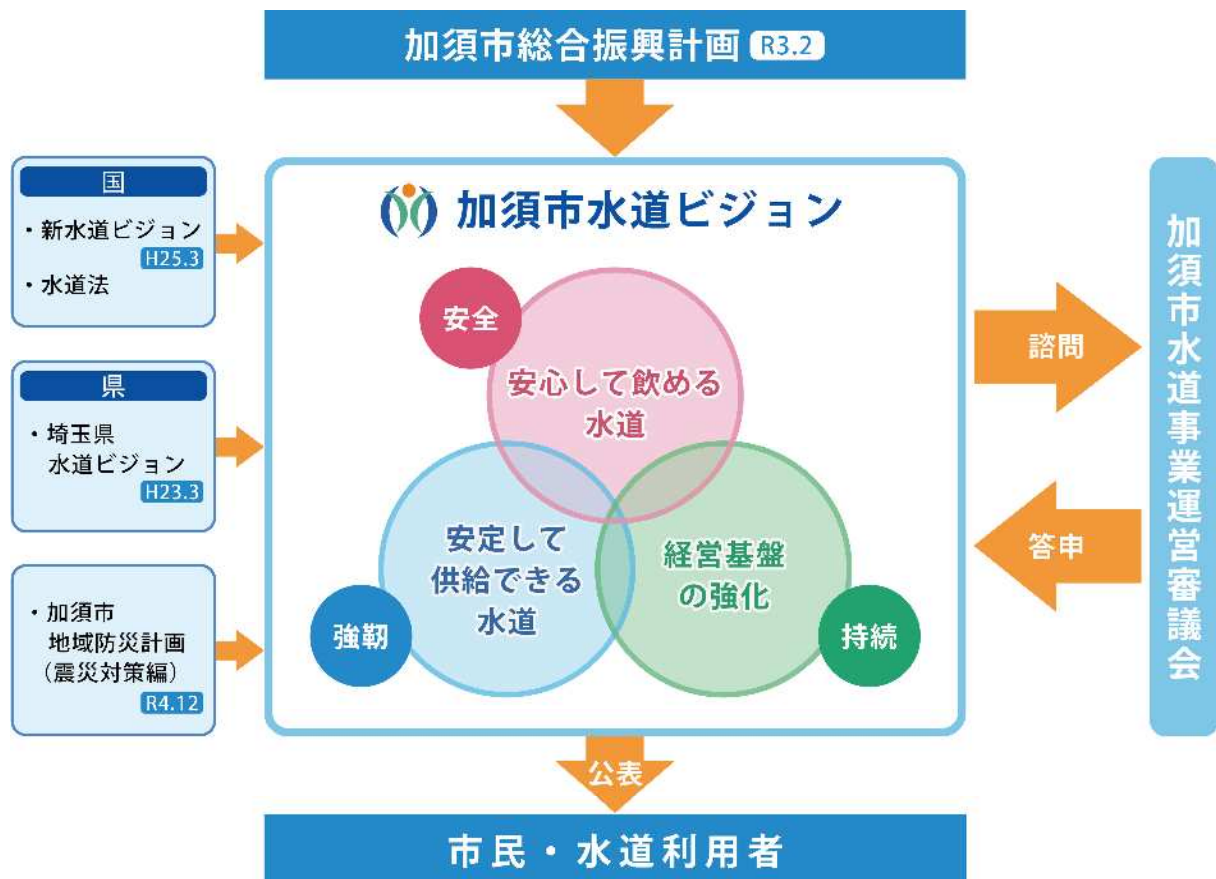 加須市総合振興計画 R3.2
国
・新水道ビジョン
H25.3
・水道法
県
・埼玉県
水道ビジョン
H23.3
・加須市
地域防災計画
（震災対策編）
R4.12
加須市水道ビジョン
安全
安心して飲める
水道
安定して
供給できる
水道
強靭
経営基盤
の強化
持続
諮問
答申
加須市水道事業運営審議会
公表
市民・水道利用者